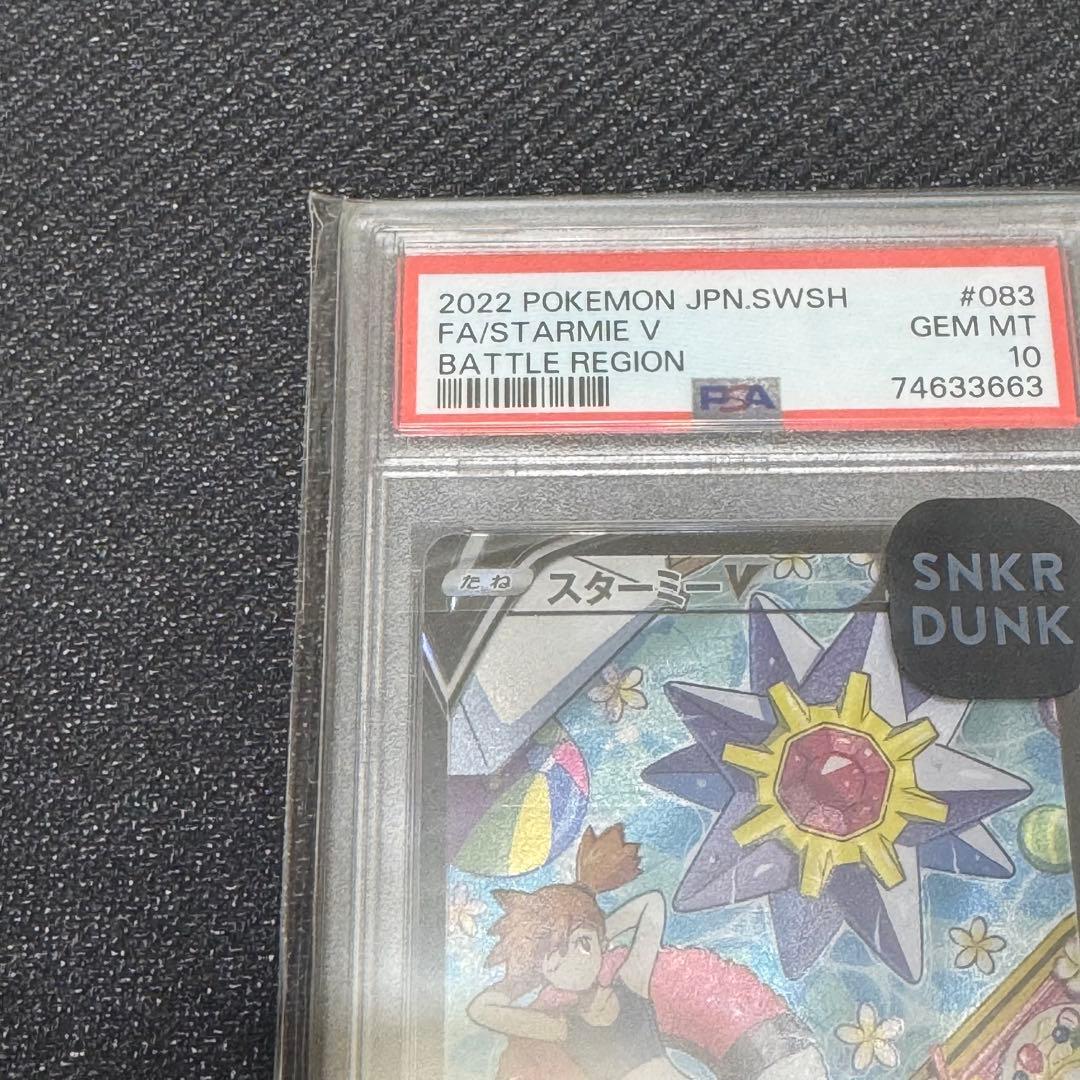 2022 POKEMON JPN.SWSH #083
FA/STARMIE V GEM MT
BATTLE REGION 10
PSA 74633663
たね スターミーV
SNKR
DUNK